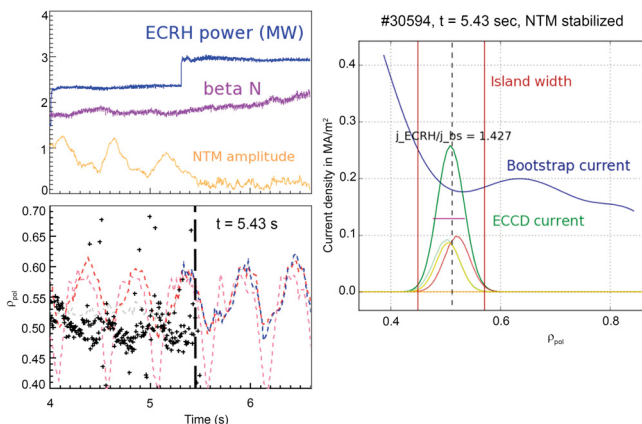 #30594, t = 5.43 sec, NTM stabilized
4
3
2
1
0
ECRH power (MW)
beta N
NTM amplitude
0.70
0.65
0.60
0.55
0.50
0.45
0.40
ρpol
t = 5.43 s
4
5
6
Time (s)
Current density in MA/m²
0.4
0.3
0.2
0.1
0.0
Island width
j_ECRH/j_bs = 1.427
Bootstrap current
ECCD current
0.4
0.6
0.8
ρpol